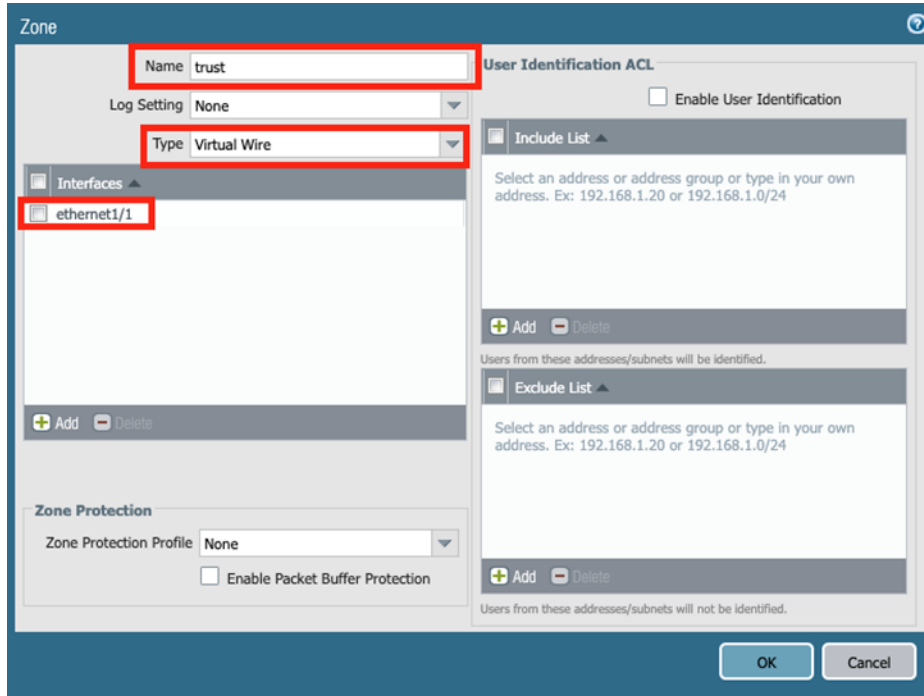 Zone
Name trust
Log Setting None
Type Virtual Wire
Interfaces
ethernet1/1
Add Delete
Zone Protection
Zone Protection Profile None
Enable Packet Buffer Protection
User Identification ACL
Enable User Identification
Include List
Select an address or address group or type in your own
address. Ex: 192.168.1.20 or 192.168.1.0/24
Add Delete
Users from these addresses/subnets will be identified.
Exclude List
Select an address or address group or type in your own
address. Ex: 192.168.1.20 or 192.168.1.0/24
Add Delete
Users from these addresses/subnets will not be identified.
OK Cancel